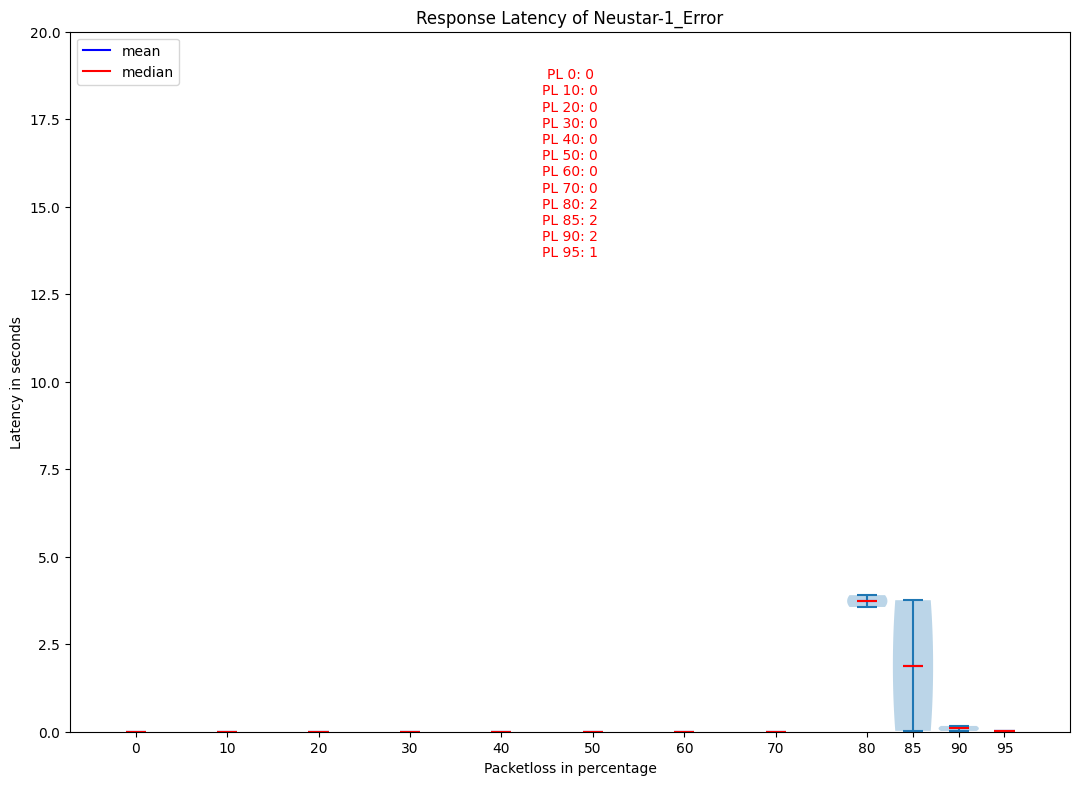 Response Latency of Neustar-1_Error
mean
median
PL 0: 0
PL 10: 0
PL 20: 0
PL 30: 0
PL 40: 0
PL 50: 0
PL 60: 0
PL 70: 0
PL 80: 2
PL 85: 2
PL 90: 2
PL 95: 1
Latency in seconds
20.0
17.5
15.0
12.5
10.0
7.5
5.0
2.5
0.0
0 10 20 30 40 50 60 70 80 85 90 95
Packetloss in percentage